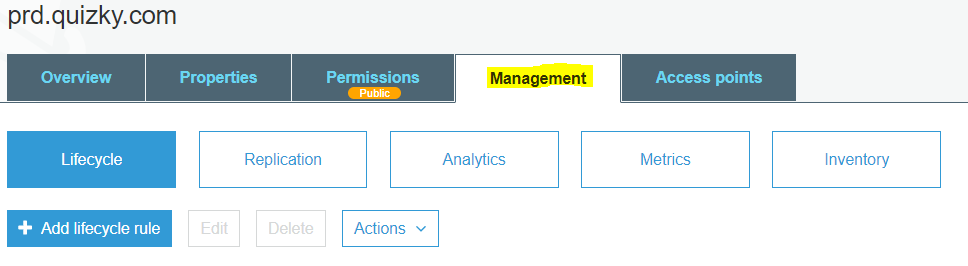 prd.quizky.com
Overview Properties Permissions Management Access points
Public
Lifecycle Replication Analytics Metrics Inventory
+ Add lifecycle rule Edit Delete Actions